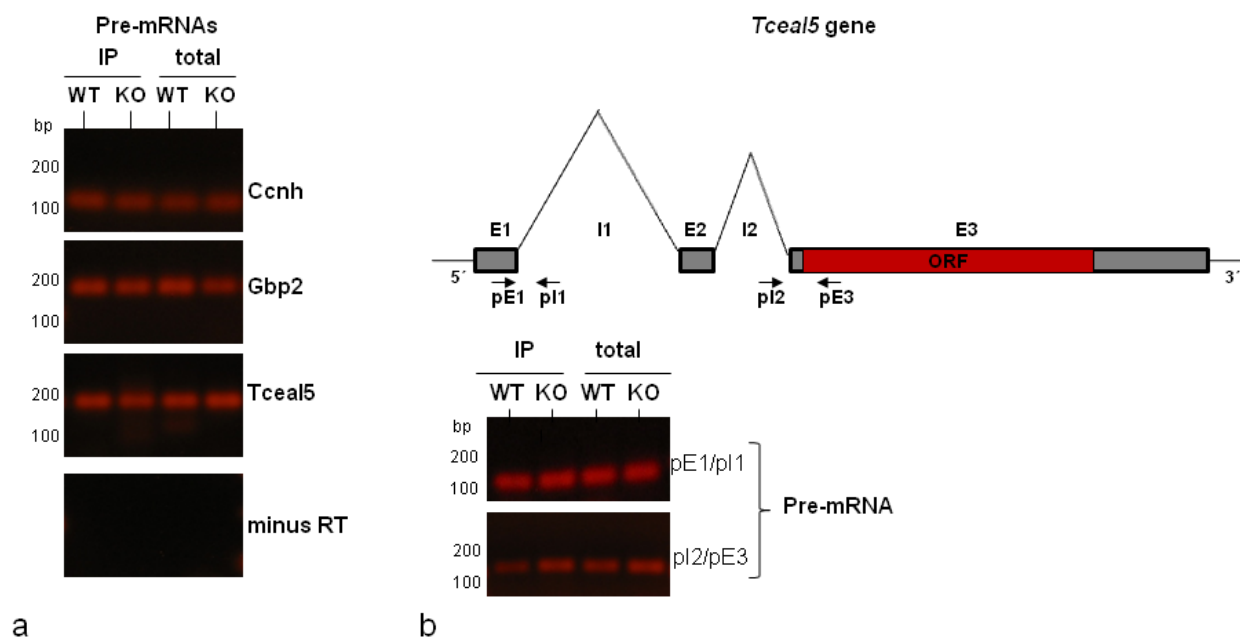 Pre-mRNAs
IP total
WT KO WT KO
bp
200
100
Ccnh
200
100
Gbp2
200
100
Tceal5
minus RT
a
Tceal5 gene
E1 I1 E2 I2 E3
ORF
5´ 3´
pE1 pI1 pI2 pE3
IP total
WT KO WT KO
bp
200
100
pE1/pI1
200
100
pI2/pE3
Pre-mRNA
b